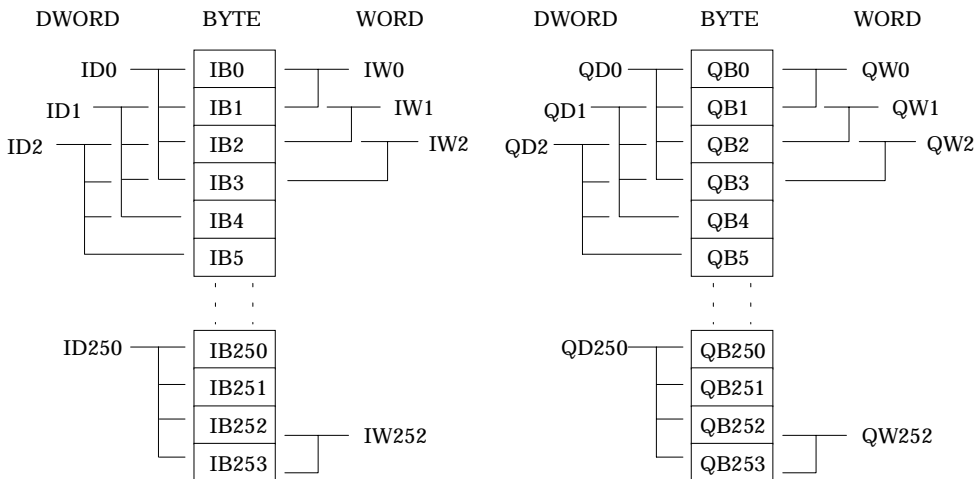 DWORD BYTE WORD DWORD BYTE WORD
ID0 IB0 IW0 QD0 QB0 QW0
ID1 IB1 IW1 QD1 QB1 QW1
ID2 IB2 IW2 QD2 QB2 QW2
IB3 QB3
IB4 QB4
IB5 QB5
ID250 IB250 QD250 QB250
IB251 QB251
IB252 IW252 QB252 QW252
IB253 QB253